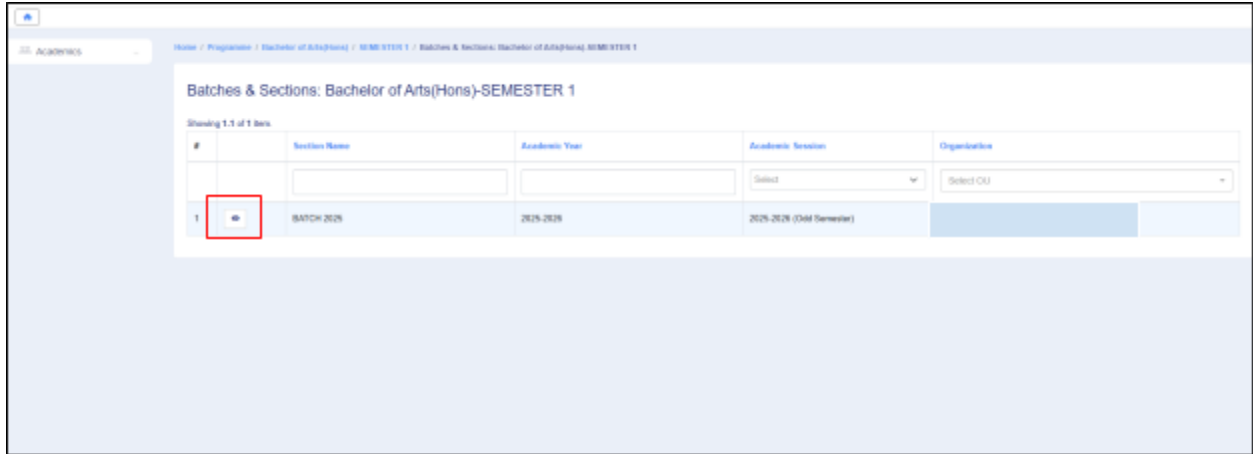 Academics
Home / Programme / Bachelor of Arts(Hons) / SEMESTER 1 / Batches & Sections: Bachelor of Arts(Hons)-SEMESTER 1
Batches & Sections: Bachelor of Arts(Hons)-SEMESTER 1
Showing 1-1 of 1 item.
# Section Name Academic Year Academic Session Organization
Select Select OU
1 BATCH 2025 2025-2026 2025-2026 (Odd Semester)